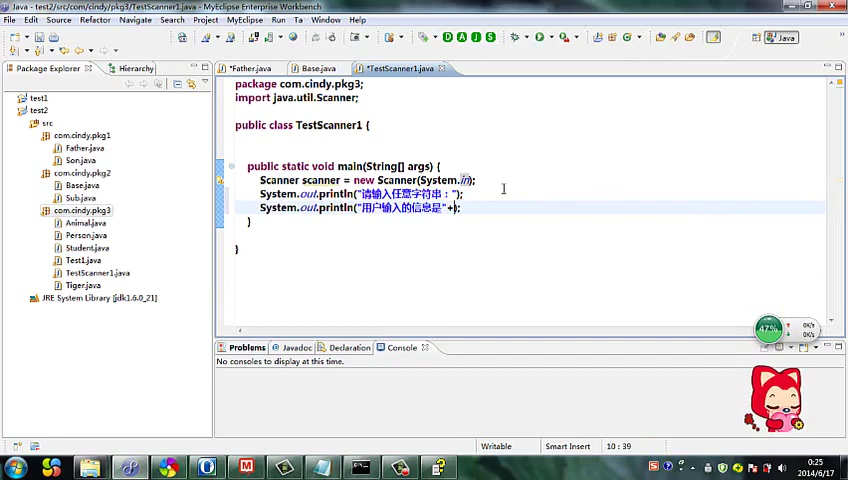 Java - test2/src/com/cindy/pkg3/TestScanner1.java - MyEclipse Enterprise Workbench
File Edit Source Refactor Navigate Search Project MyEclipse Run Ta Window Help
Java
Package Explorer Hierarchy
*Father.java Base.java *TestScanner1.java
test1
test2
src
com.cindy.pkg1
Father.java
Son.java
com.cindy.pkg2
Base.java
Sub.java
com.cindy.pkg3
Animal.java
Person.java
Student.java
Test1.java
TestScanner1.java
Tiger.java
JRE System Library [jdk1.6.0_21]
package com.cindy.pkg3;
import java.util.Scanner;
public class TestScanner1 {
public static void main(String[] args) {
Scanner scanner = new Scanner(System.in);
System.out.println("请输入任意字符串：");
System.out.println("用户输入的信息是"+);
}
}
47%
0K/s
0K/s
Problems Javadoc Declaration Console
No consoles to display at this time.
Writable Smart Insert 10 : 39
0:25
2014/6/17